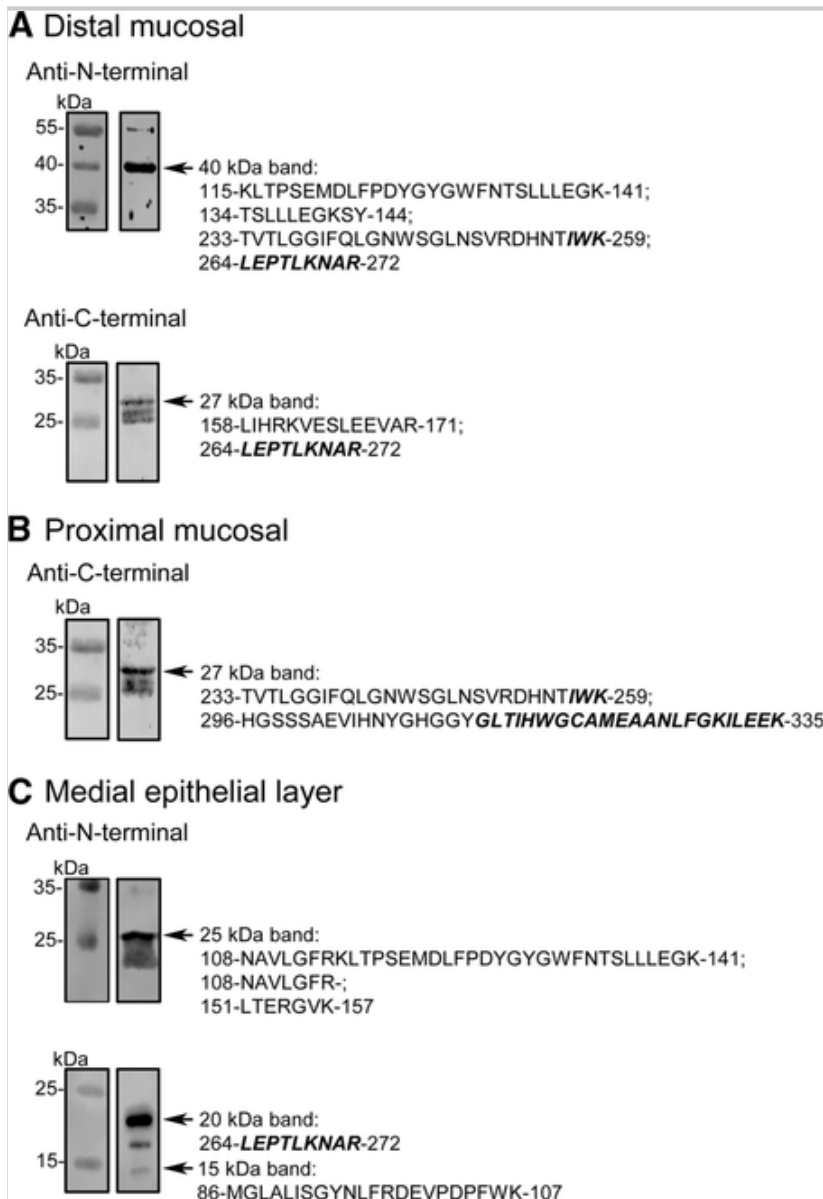 A Distal mucosal
Anti-N-terminal
kDa
55-
40-
35-
40 kDa band:
115-KLTPSEMDLFPDYGYGWFNTSLLLEGK-141;
134-TSLLLEGKSY-144;
233-TVTLGGIFQLGNWSGLNSVRDHNTIWK-259;
264-LEPTLKNAR-272
Anti-C-terminal
kDa
35-
25-
27 kDa band:
158-LIHRKVESLEEVAR-171;
264-LEPTLKNAR-272
B Proximal mucosal
Anti-C-terminal
kDa
35-
25-
27 kDa band:
233-TVTLGGIFQLGNWSGLNSVRDHNTIWK-259;
296-HGSSSAEVIHNYGHGGYGLTIHWGCAMEAANLFGKILEEK-335
C Medial epithelial layer
Anti-N-terminal
kDa
35-
25-
25 kDa band:
108-NAVLGFRKLTPSEMDLFPDYGYGWFNTSLLLEGK-141;
108-NAVLGFR-;
151-LTERGVK-157
kDa
25-
15-
20 kDa band:
264-LEPTLKNAR-272
15 kDa band:
86-MGLALISGYNLFRDEVPDPFWK-107